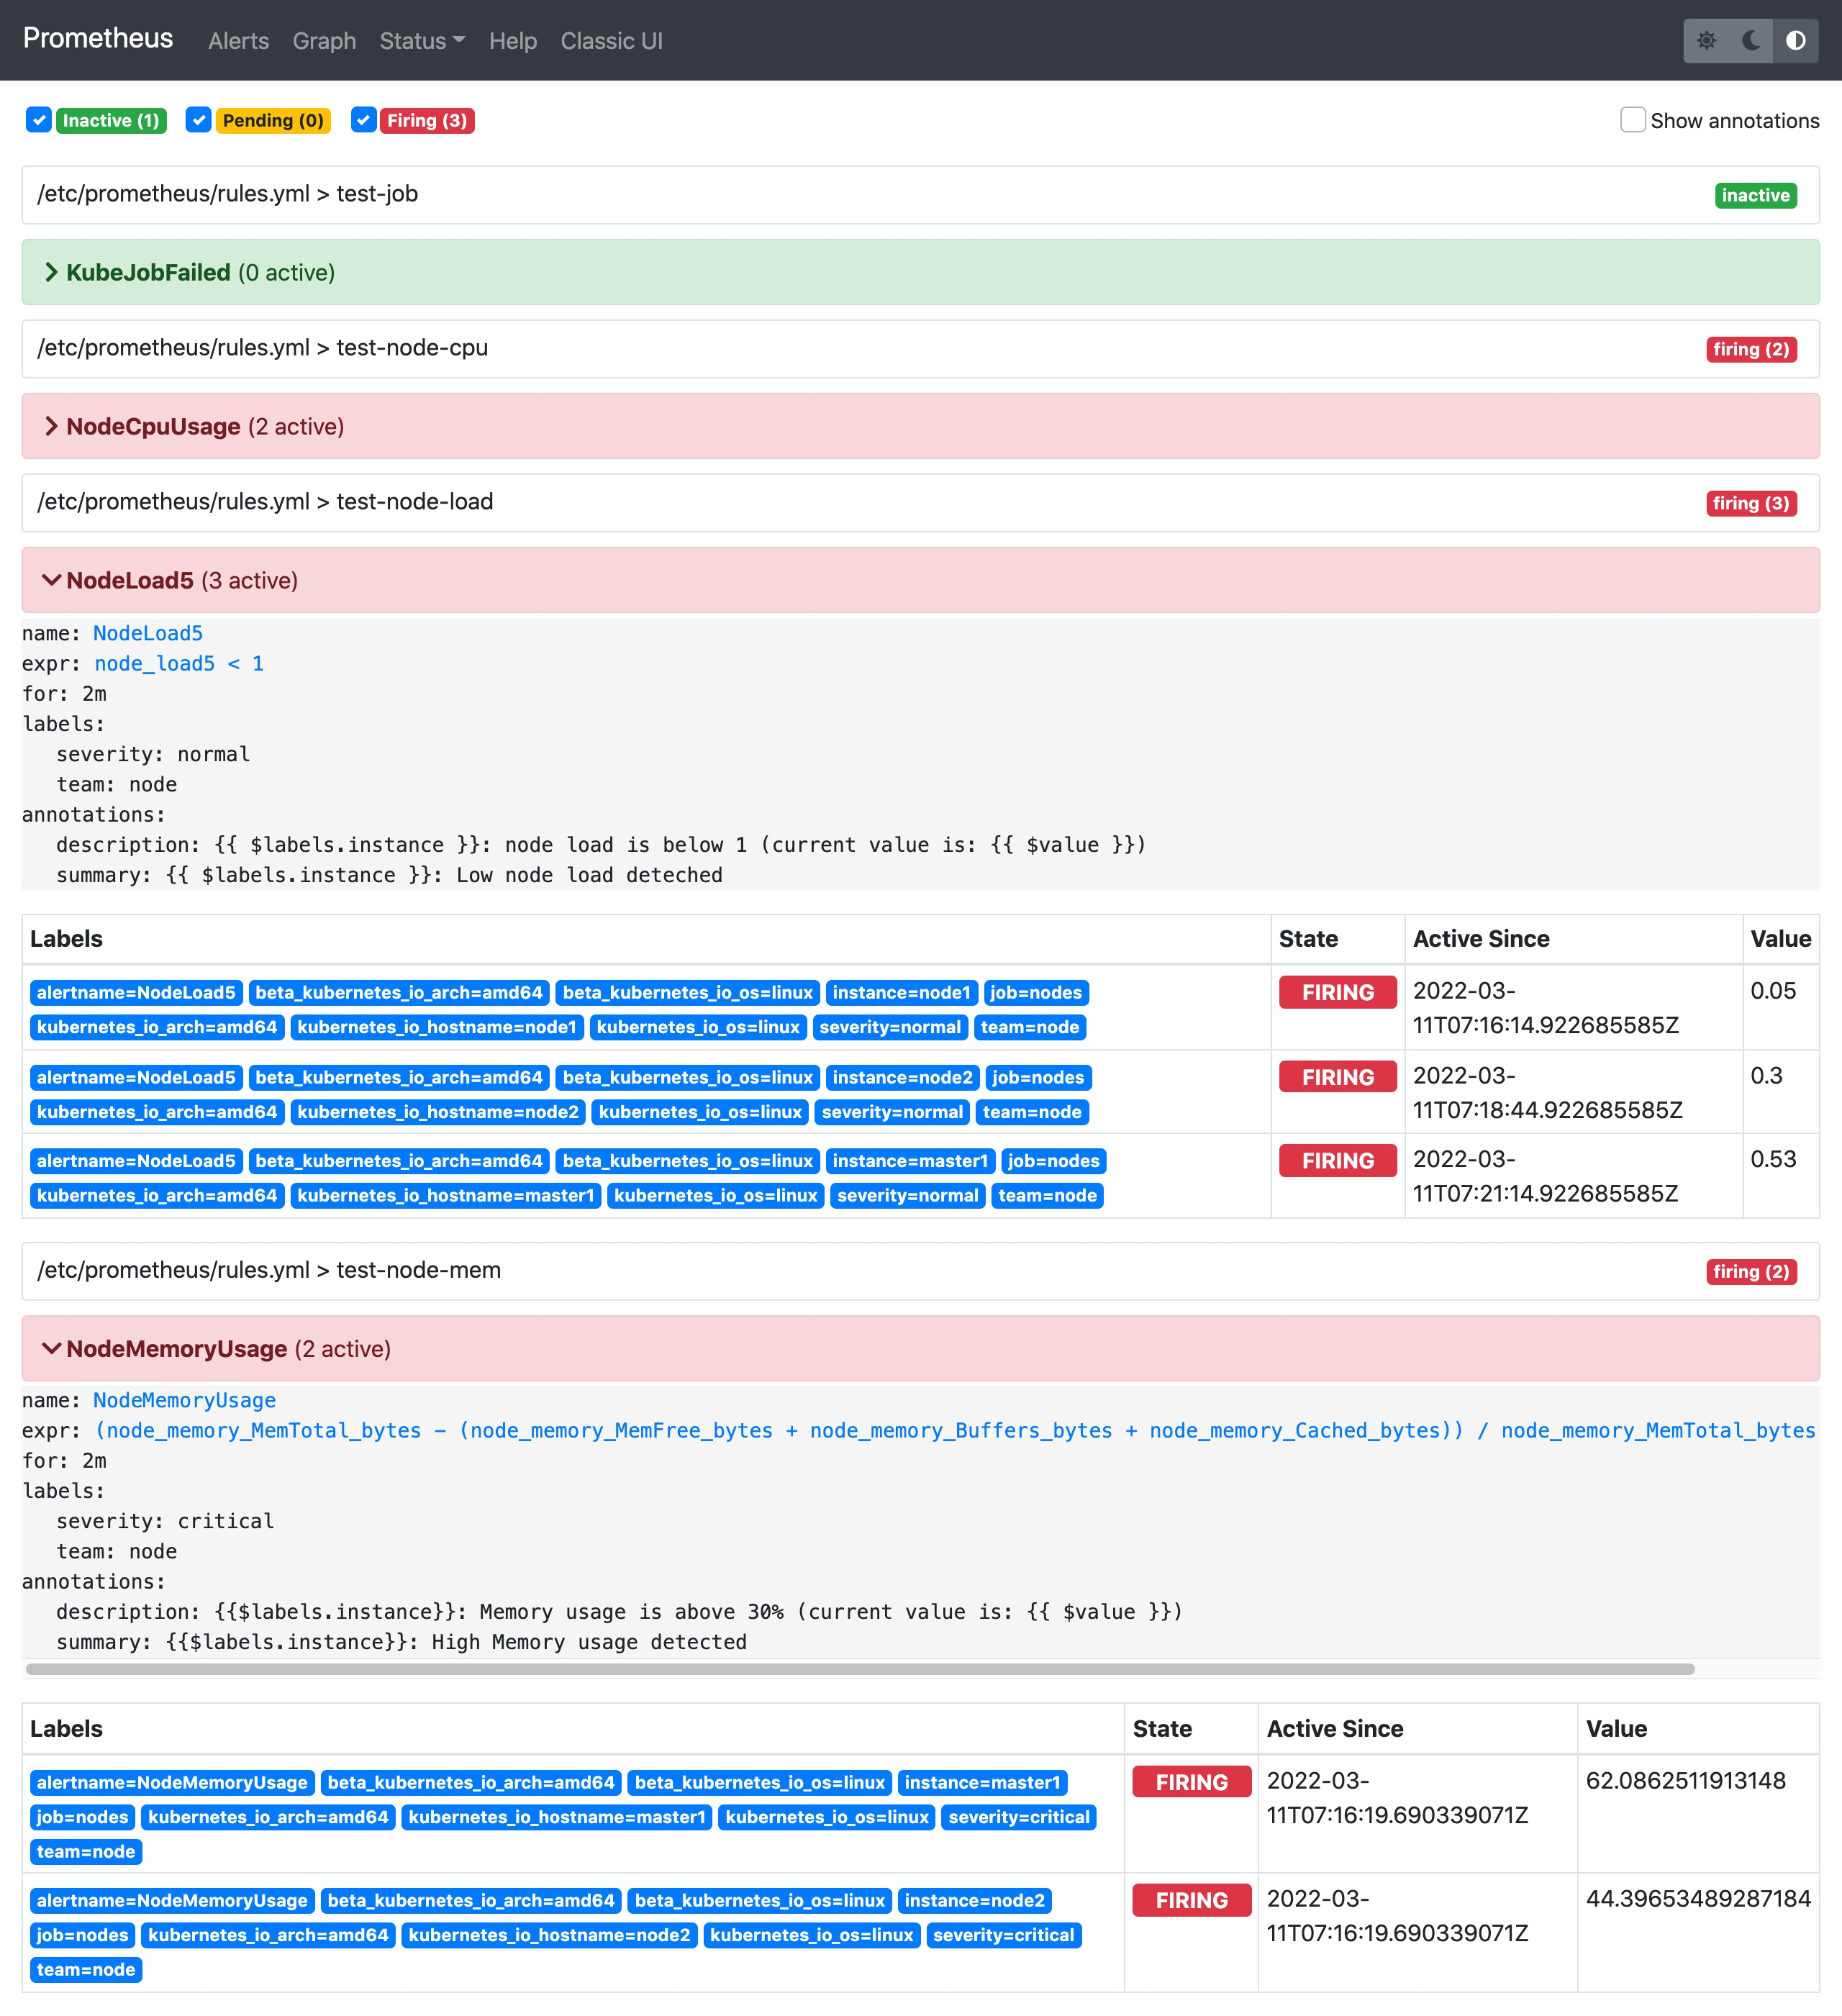 Prometheus Alerts Graph Status Help Classic UI
Inactive (1) Pending (0) Firing (3) Show annotations
/etc/prometheus/rules.yml > test-job inactive
KubeJobFailed (0 active)
/etc/prometheus/rules.yml > test-node-cpu firing (2)
NodeCpuUsage (2 active)
/etc/prometheus/rules.yml > test-node-load firing (3)
NodeLoad5 (3 active)
name: NodeLoad5
expr: node_load5 < 1
for: 2m
labels:
severity: normal
team: node
annotations:
description: {{ $labels.instance }}: node load is below 1 (current value is: {{ $value }})
summary: {{ $labels.instance }}: Low node load deteched
Labels State Active Since Value
alertname=NodeLoad5 beta_kubernetes_io_arch=amd64 beta_kubernetes_io_os=linux instance=node1 job=nodes FIRING 2022-03- 0.05
kubernetes_io_arch=amd64 kubernetes_io_hostname=node1 kubernetes_io_os=linux severity=normal team=node 11T07:16:14.922685585Z
alertname=NodeLoad5 beta_kubernetes_io_arch=amd64 beta_kubernetes_io_os=linux instance=node2 job=nodes FIRING 2022-03- 0.3
kubernetes_io_arch=amd64 kubernetes_io_hostname=node2 kubernetes_io_os=linux severity=normal team=node 11T07:18:44.922685585Z
alertname=NodeLoad5 beta_kubernetes_io_arch=amd64 beta_kubernetes_io_os=linux instance=master1 job=nodes FIRING 2022-03- 0.53
kubernetes_io_arch=amd64 kubernetes_io_hostname=master1 kubernetes_io_os=linux severity=normal team=node 11T07:21:14.922685585Z
/etc/prometheus/rules.yml > test-node-mem firing (2)
NodeMemoryUsage (2 active)
name: NodeMemoryUsage
expr: (node_memory_MemTotal_bytes - (node_memory_MemFree_bytes + node_memory_Buffers_bytes + node_memory_Cached_bytes)) / node_memory_MemTotal_bytes
for: 2m
labels:
severity: critical
team: node
annotations:
description: {{$labels.instance}}: Memory usage is above 30% (current value is: {{ $value }})
summary: {{$labels.instance}}: High Memory usage detected
Labels State Active Since Value
alertname=NodeMemoryUsage beta_kubernetes_io_arch=amd64 beta_kubernetes_io_os=linux instance=master1 FIRING 2022-03- 62.0862511913148
job=nodes kubernetes_io_arch=amd64 kubernetes_io_hostname=master1 kubernetes_io_os=linux severity=critical 11T07:16:19.690339071Z
team=node
alertname=NodeMemoryUsage beta_kubernetes_io_arch=amd64 beta_kubernetes_io_os=linux instance=node2 FIRING 2022-03- 44.39653489287184
job=nodes kubernetes_io_arch=amd64 kubernetes_io_hostname=node2 kubernetes_io_os=linux severity=critical 11T07:16:19.690339071Z
team=node